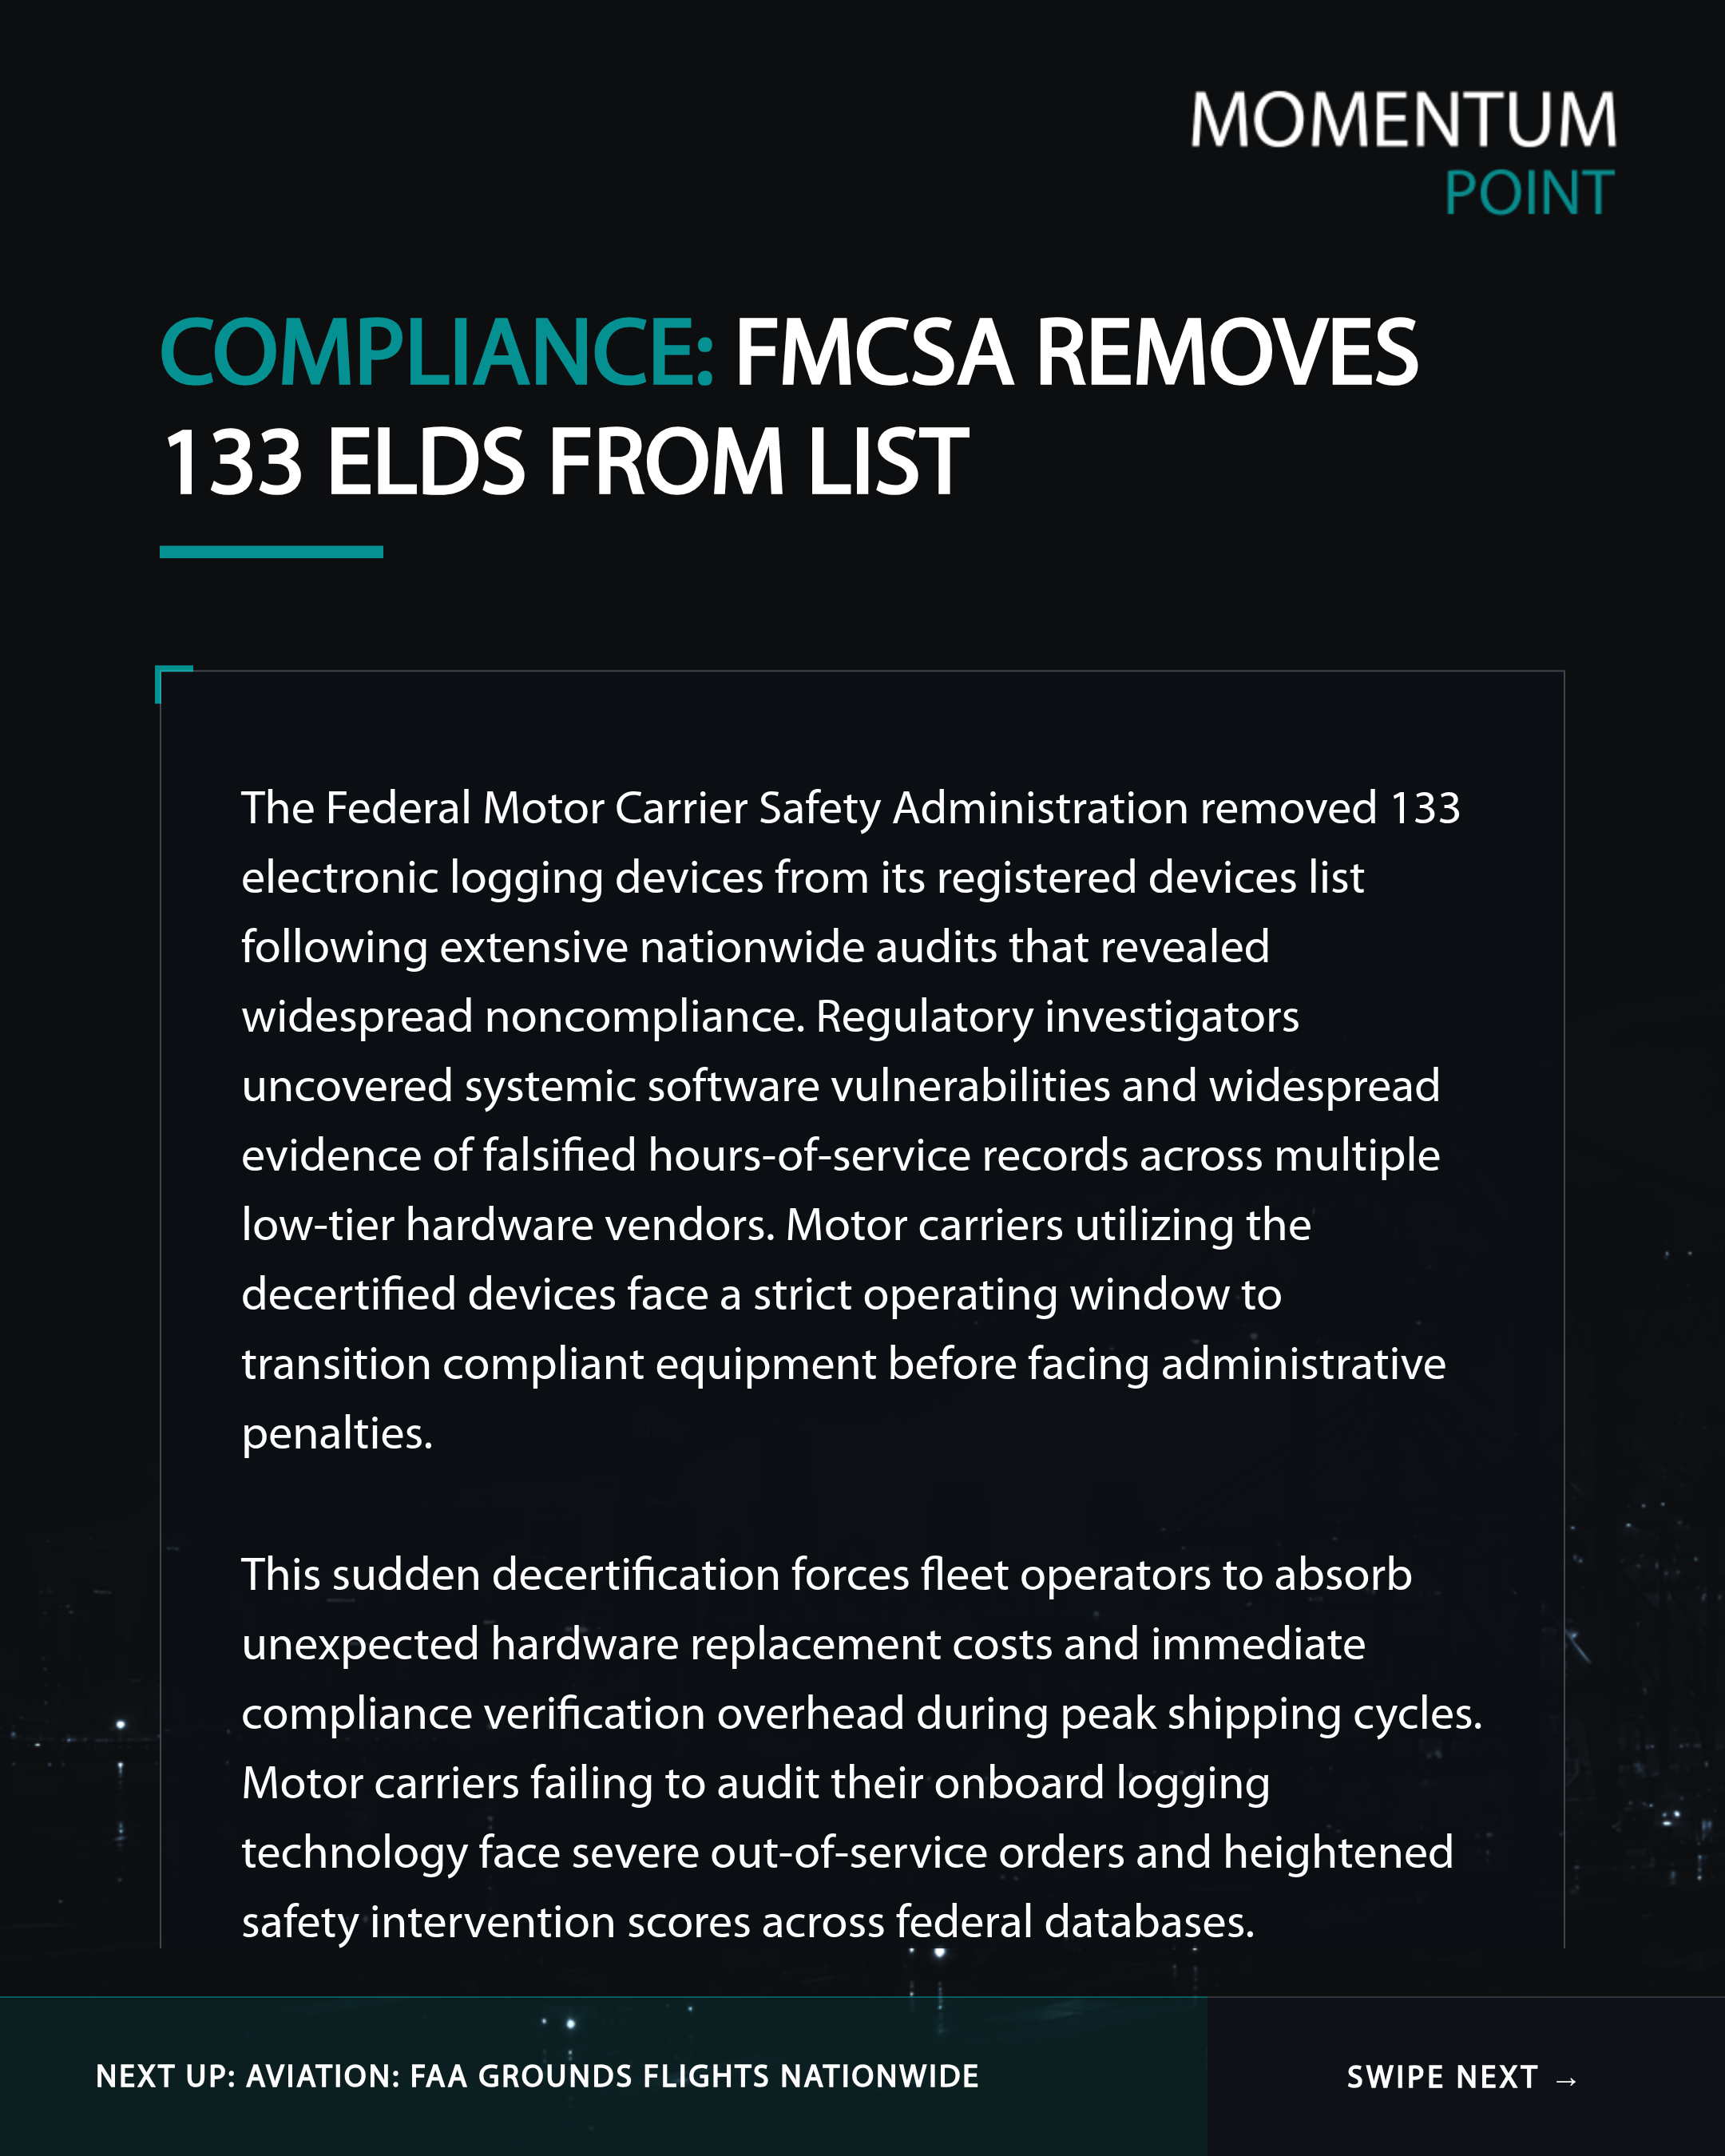 MOMENTUM
POINT
COMPLIANCE: FMCSA REMOVES
133 ELDS FROM LIST
The Federal Motor Carrier Safety Administration removed 133
electronic logging devices from its registered devices list
following extensive nationwide audits that revealed
widespread noncompliance. Regulatory investigators
uncovered systemic software vulnerabilities and widespread
evidence of falsified hours-of-service records across multiple
low-tier hardware vendors. Motor carriers utilizing the
decertified devices face a strict operating window to
transition compliant equipment before facing administrative
penalties.
This sudden decertification forces fleet operators to absorb
unexpected hardware replacement costs and immediate
compliance verification overhead during peak shipping cycles.
Motor carriers failing to audit their onboard logging
technology face severe out-of-service orders and heightened
safety intervention scores across federal databases.
NEXT UP: AVIATION: FAA GROUNDS FLIGHTS NATIONWIDE
SWIPE NEXT →